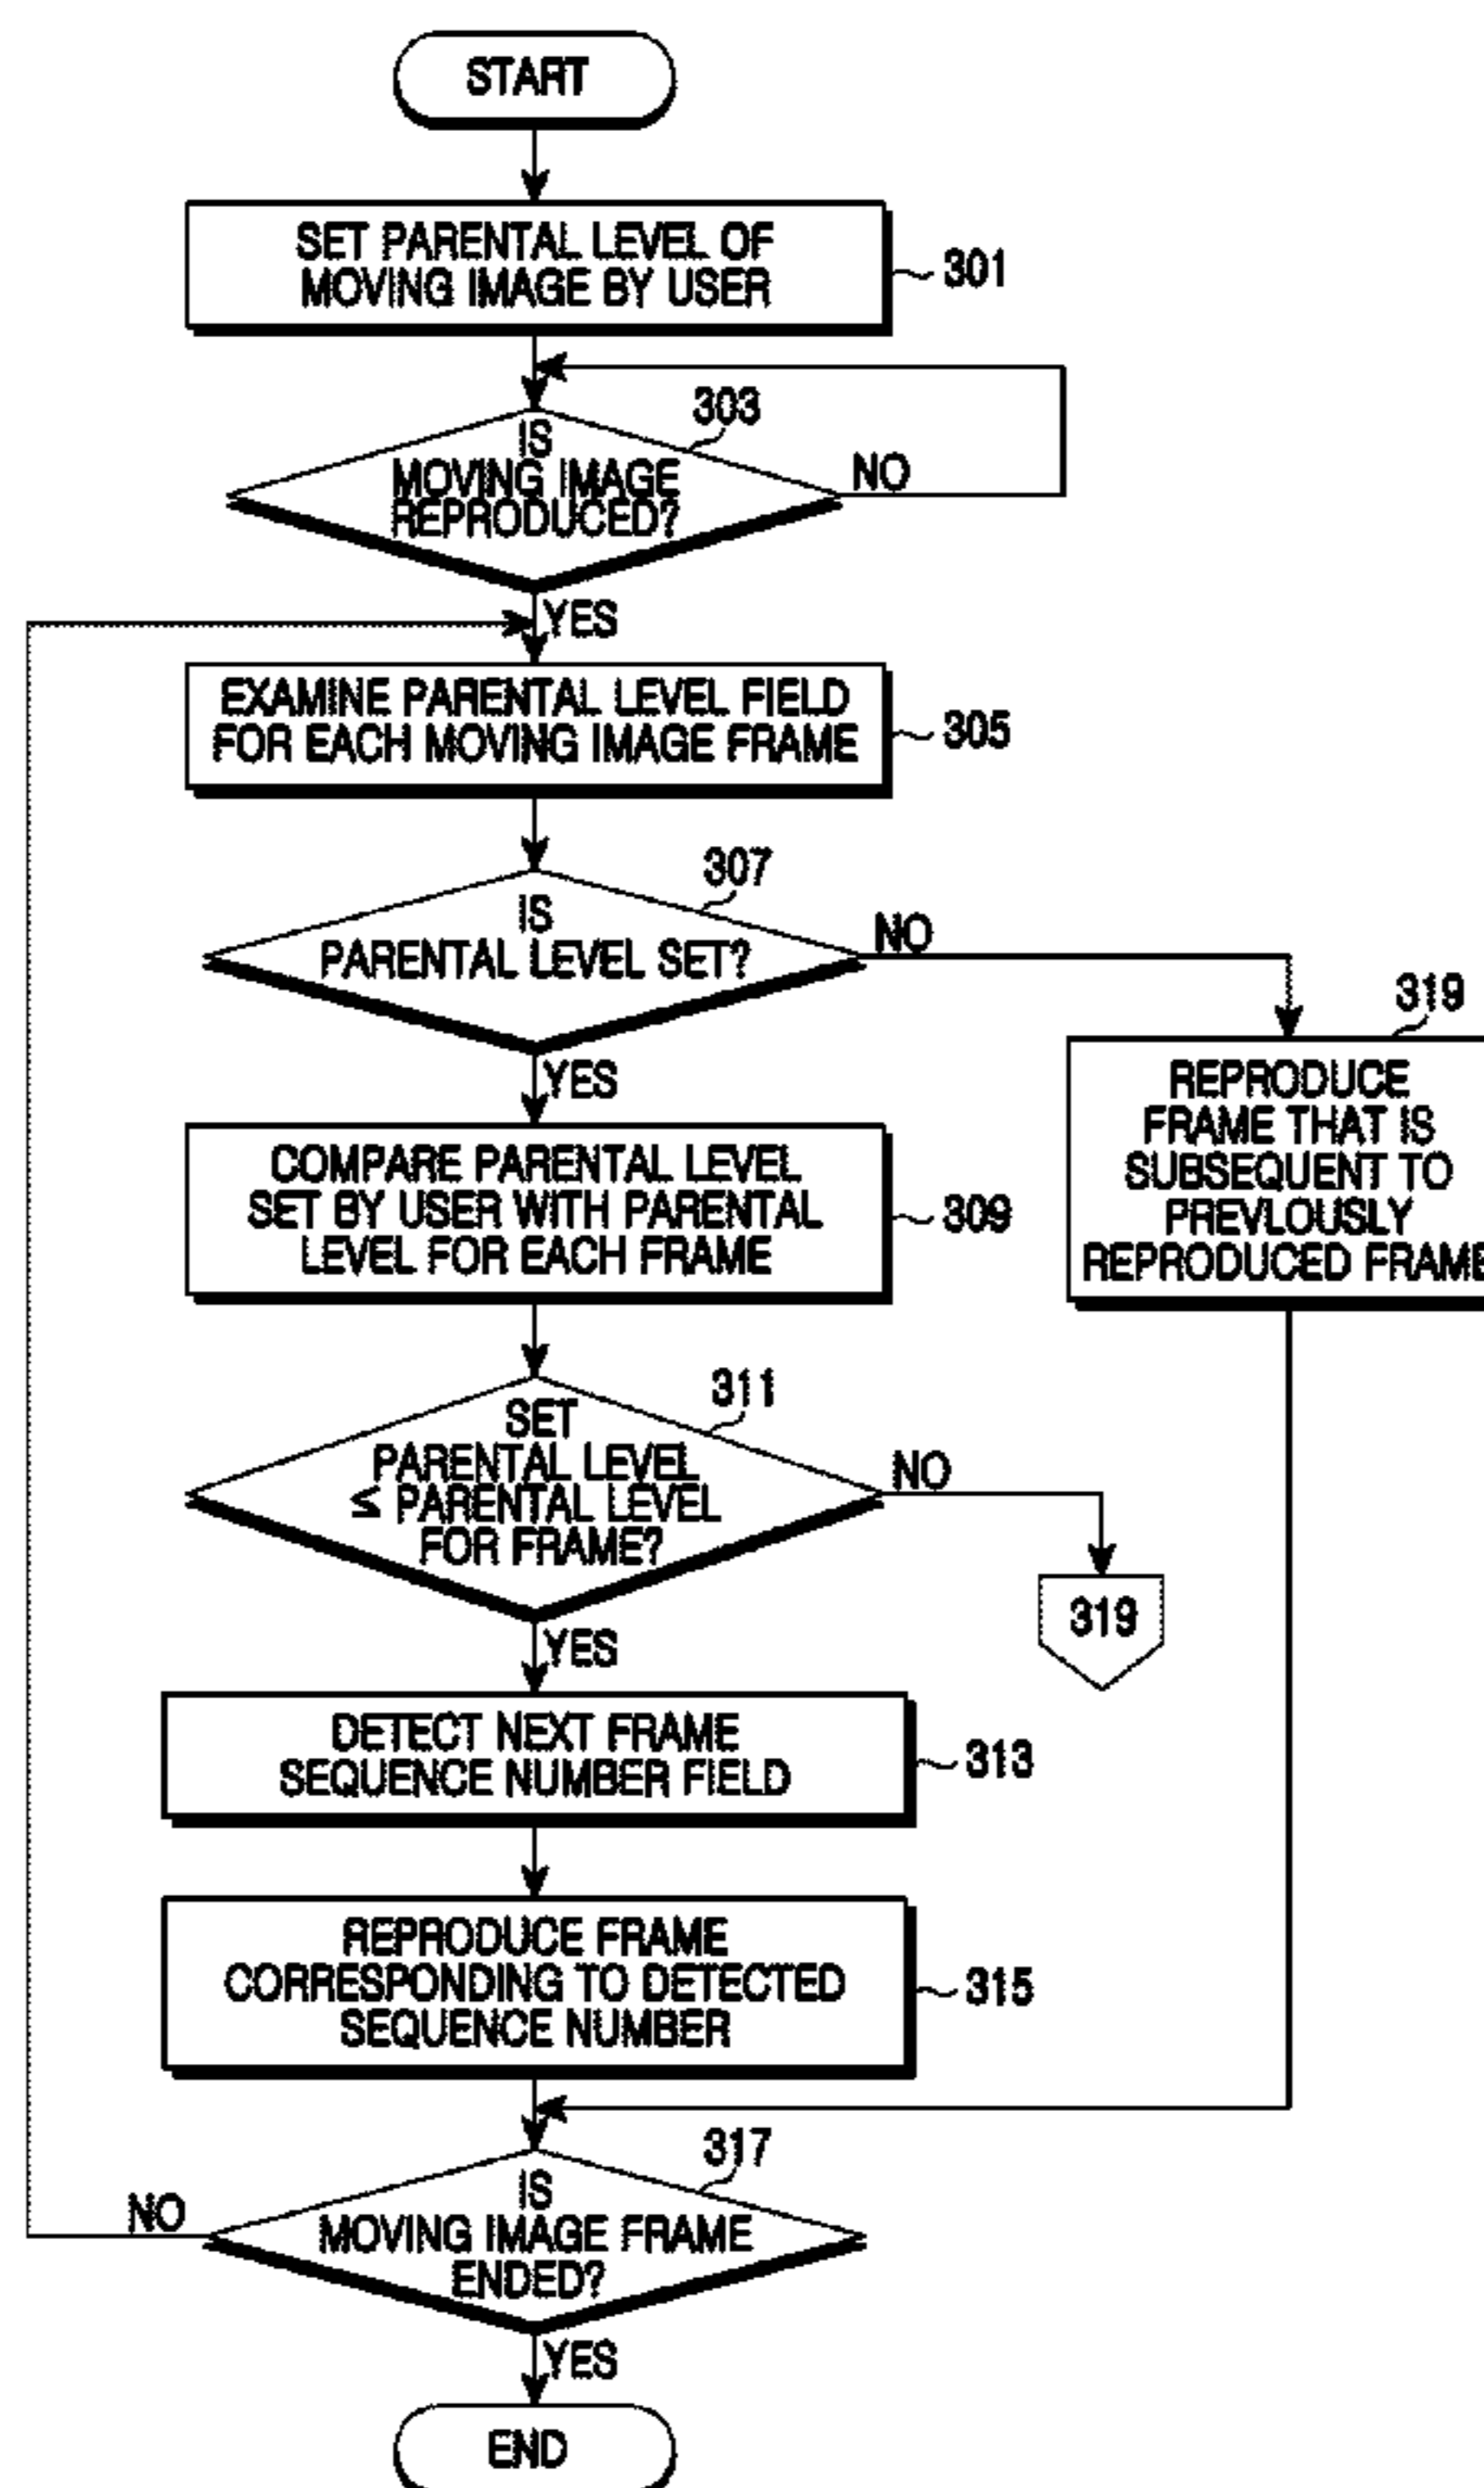 START
SET PARENTAL LEVEL OF
MOVING IMAGE BY USER
301
303
IS
MOVING IMAGE
REPRODUCED?
NO
YES
EXAMINE PARENTAL LEVEL FIELD
FOR EACH MOVING IMAGE FRAME
305
307
IS
PARENTAL LEVEL SET?
NO
YES
319
REPRODUCE
FRAME THAT IS
SUBSEQUENT TO
PREVLOUSLY
REPRODUCED FRAME
COMPARE PARENTAL LEVEL
SET BY USER WITH PARENTAL
LEVEL FOR EACH FRAME
309
311
SET
PARENTAL LEVEL
≤ PARENTAL LEVEL
FOR FRAME?
NO
319
YES
DETECT NEXT FRAME
SEQUENCE NUMBER FIELD
313
REPRODUCE FRAME
CORRESPONDING TO DETECTED
SEQUENCE NUMBER
315
317
IS
MOVING IMAGE FRAME
ENDED?
NO
YES
END